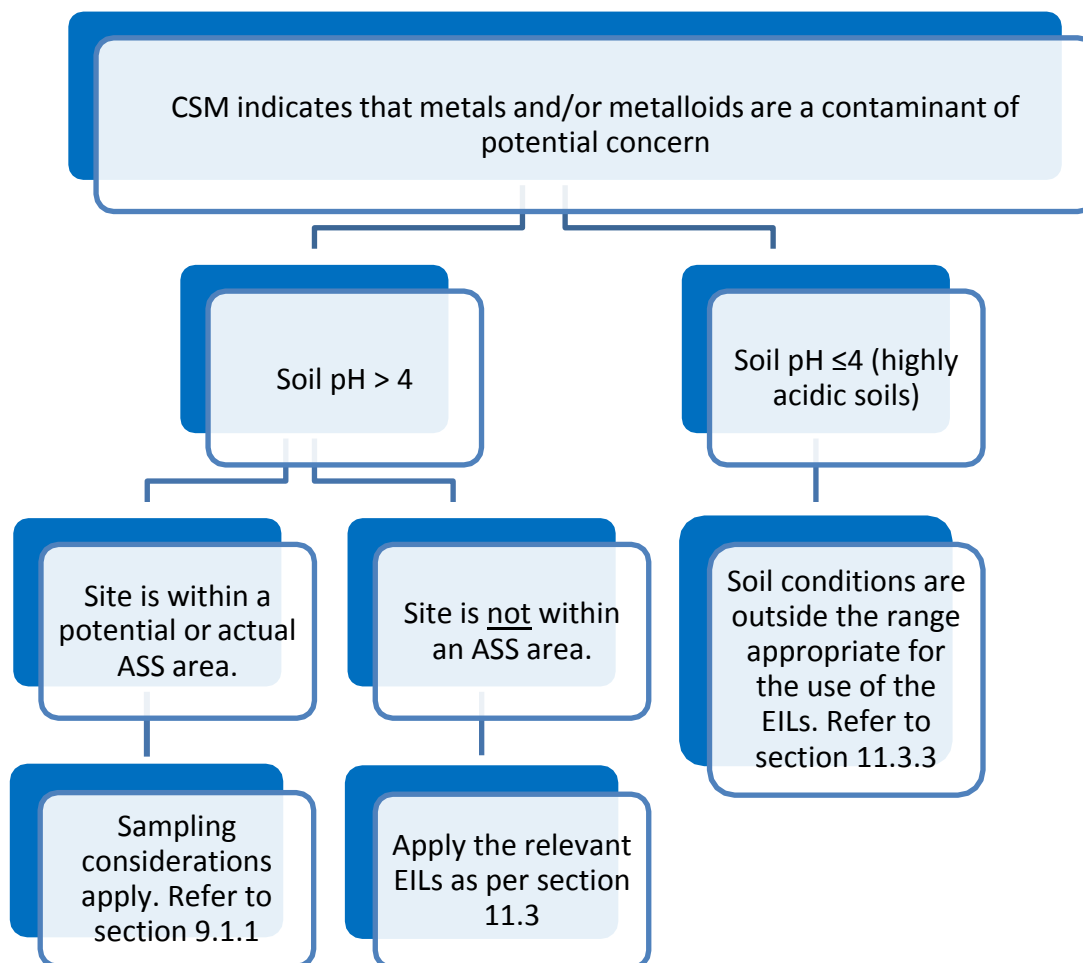 CSM indicates that metals and/or metalloids are a contaminant of
potential concern
Soil pH > 4
Soil pH ≤4 (highly
acidic soils)
Site is within a
potential or actual
ASS area.
Site is not within
an ASS area.
Soil conditions are
outside the range
appropriate for
the use of the
EILs. Refer to
section 11.3.3
Sampling
considerations
apply. Refer to
section 9.1.1
Apply the relevant
EILs as per section
11.3